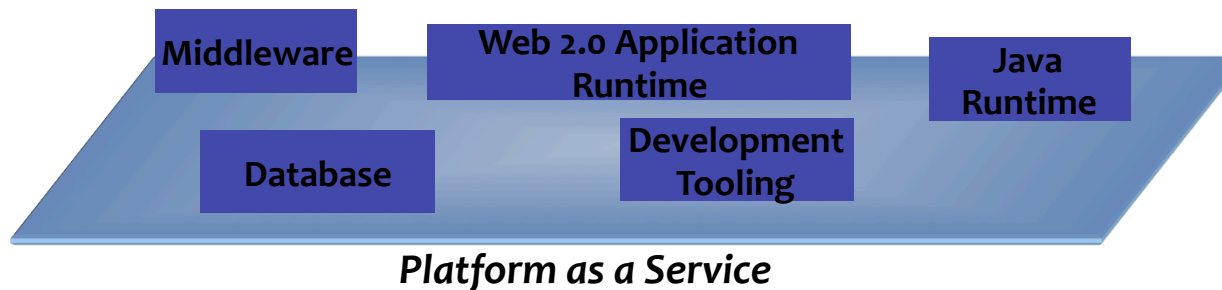 Middleware
Web 2.0 Application
Runtime
Java
Runtime
Database
Development
Tooling
Platform as a Service